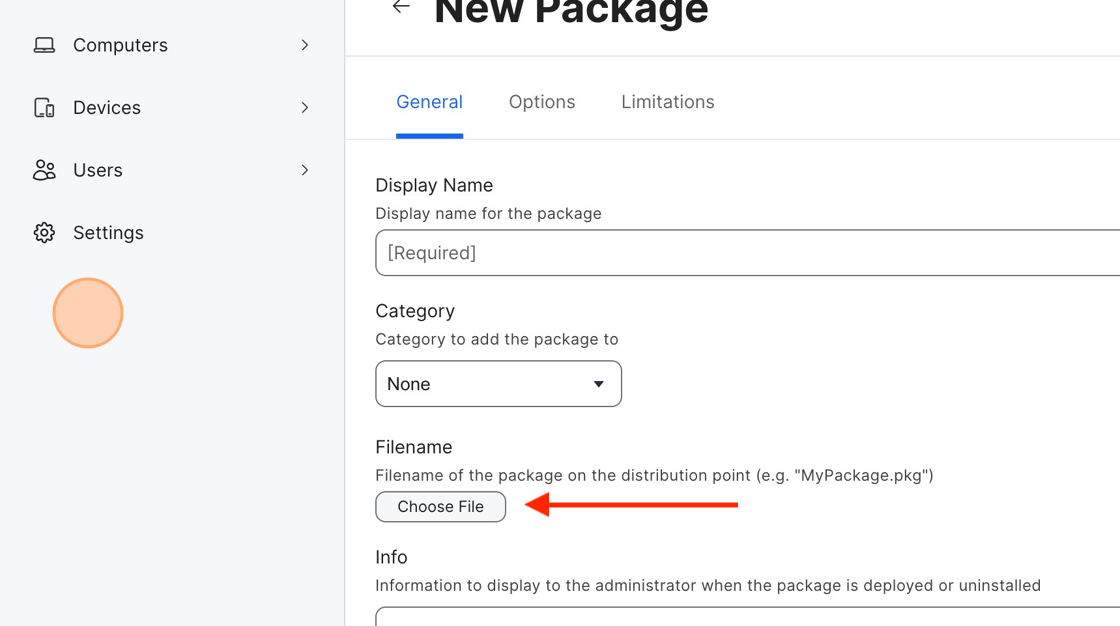 New Package
Computers
Devices
Users
Settings
General
Options
Limitations
Display Name
Display name for the package
[Required]
Category
Category to add the package to
None
Filename
Filename of the package on the distribution point (e.g. "MyPackage.pkg")
Choose File
Info
Information to display to the administrator when the package is deployed or uninstalled